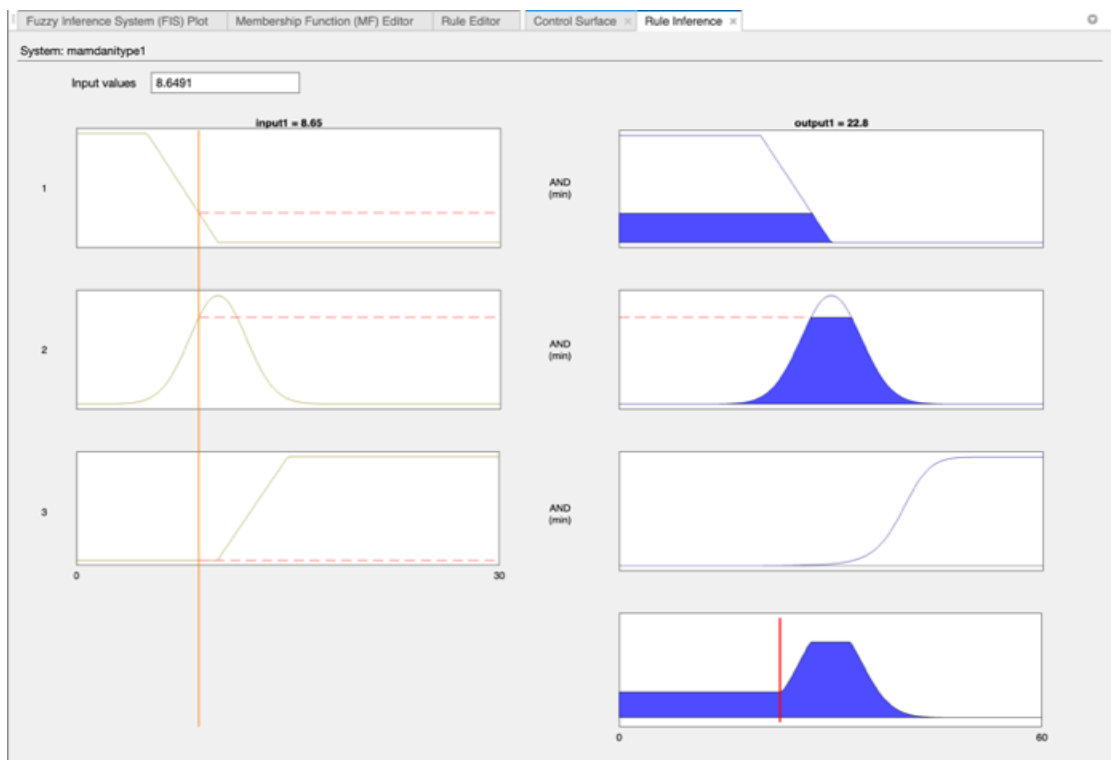 Fuzzy Inference System (FIS) Plot Membership Function (MF) Editor Rule Editor Control Surface × Rule Inference ×
System: mamdanitype1
Input values 8.6491
input1 = 8.65 output1 = 22.8
1 AND
(min)
2 AND
(min)
3 AND
(min)
0 30
0 60